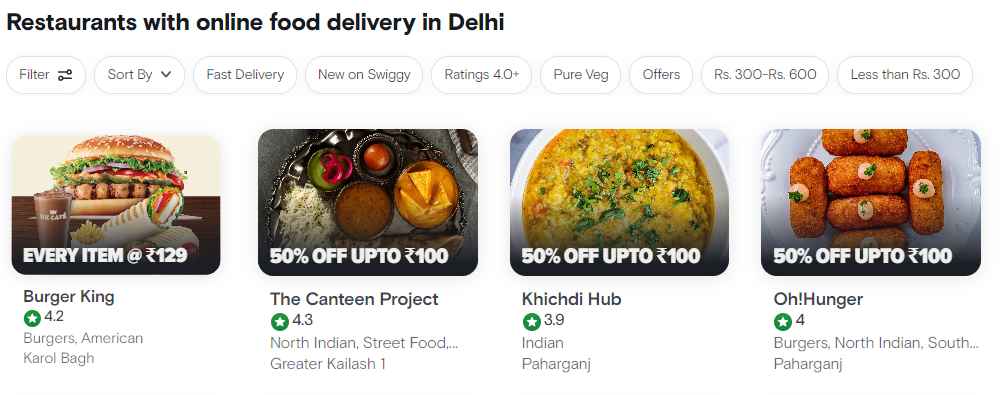 Restaurants with online food delivery in Delhi
Filter
Sort By
Fast Delivery
New on Swiggy
Ratings 4.0+
Pure Veg
Offers
Rs. 300-Rs. 600
Less than Rs. 300
EVERY ITEM @ ₹129
Burger King
4.2
Burgers, American
Karol Bagh
50% OFF UPTO ₹100
The Canteen Project
4.3
North Indian, Street Food,...
Greater Kailash 1
50% OFF UPTO ₹100
Khichdi Hub
3.9
Indian
Paharganj
50% OFF UPTO ₹100
Oh!Hunger
4
Burgers, North Indian, South...
Paharganj